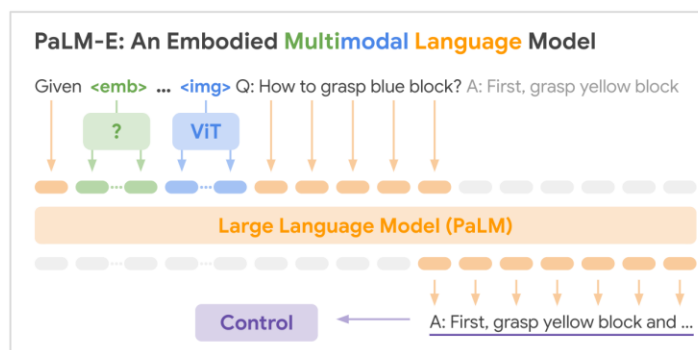 PaLM-E: An Embodied Multimodal Language Model
Given <emb> ... <img> Q: How to grasp blue block? A: First, grasp yellow block
?
ViT
Large Language Model (PaLM)
Control
A: First, grasp yellow block and ...